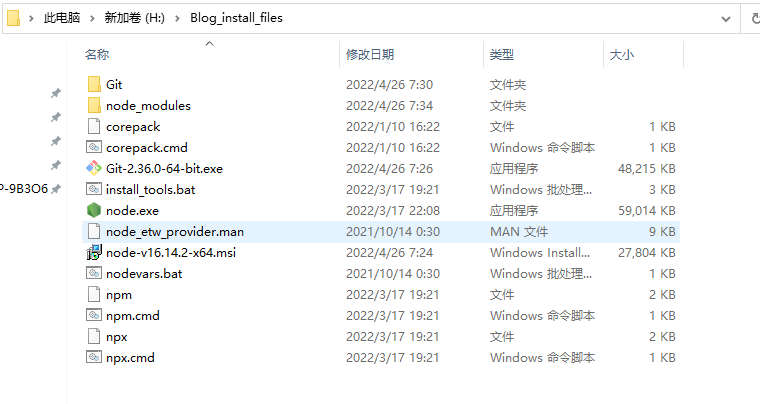 此电脑 新加卷 (H:) Blog_install_files
名称 修改日期 类型 大小
Git 2022/4/26 7:30 文件夹
node_modules 2022/4/26 7:34 文件夹
corepack 2022/1/10 16:22 文件 1 KB
corepack.cmd 2022/1/10 16:22 Windows 命令脚本 1 KB
Git-2.36.0-64-bit.exe 2022/4/26 7:26 应用程序 48,215 KB
install_tools.bat 2022/3/17 19:21 Windows 批处理... 3 KB
P-9B3O6 node.exe 2022/3/17 22:08 应用程序 59,014 KB
node_etw_provider.man 2021/10/14 0:30 MAN 文件 9 KB
node-v16.14.2-x64.msi 2022/4/26 7:24 Windows Install... 27,804 KB
nodevars.bat 2021/10/14 0:30 Windows 批处理... 1 KB
npm 2022/3/17 19:21 文件 2 KB
npm.cmd 2022/3/17 19:21 Windows 命令脚本 1 KB
npx 2022/3/17 19:21 文件 2 KB
npx.cmd 2022/3/17 19:21 Windows 命令脚本 1 KB